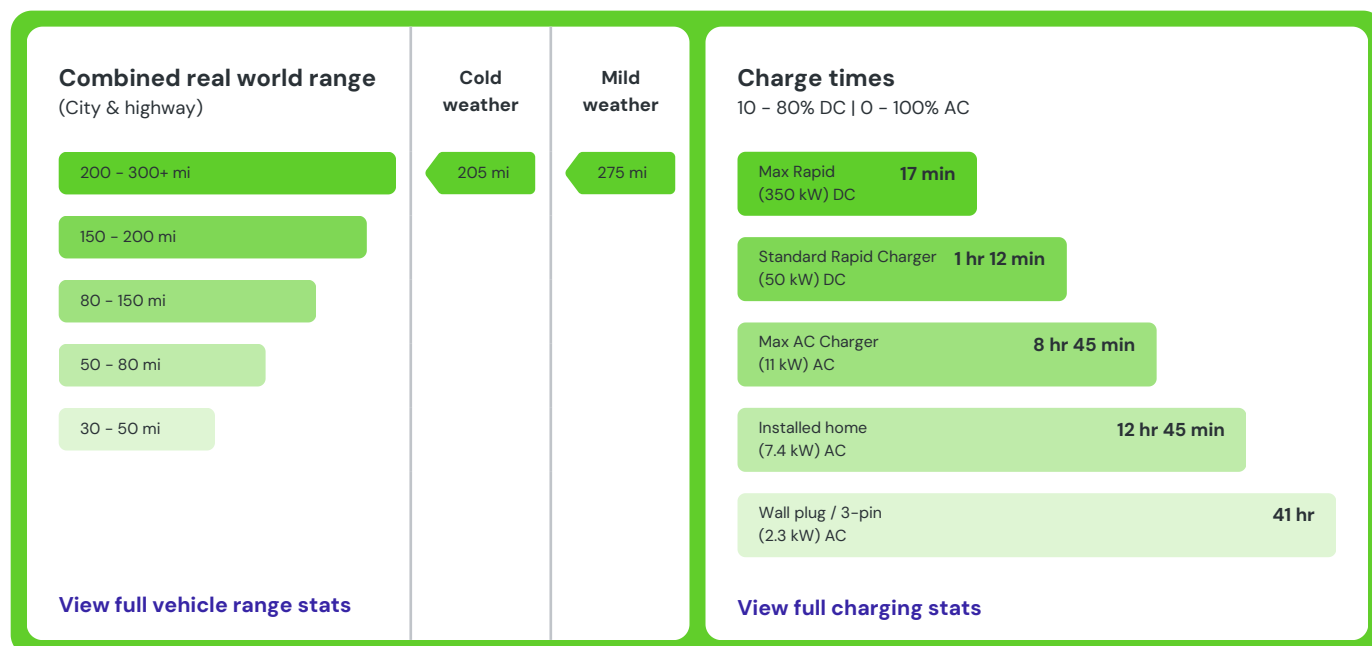 Combined real world range
(City & highway)
Cold
weather
Mild
weather
200 - 300+ mi
205 mi
275 mi
150 - 200 mi
80 - 150 mi
50 - 80 mi
30 - 50 mi
View full vehicle range stats
Charge times
10 - 80% DC | 0 - 100% AC
Max Rapid
(350 kW) DC
17 min
Standard Rapid Charger
(50 kW) DC
1 hr 12 min
Max AC Charger
(11 kW) AC
8 hr 45 min
Installed home
(7.4 kW) AC
12 hr 45 min
Wall plug / 3-pin
(2.3 kW) AC
41 hr
View full charging stats